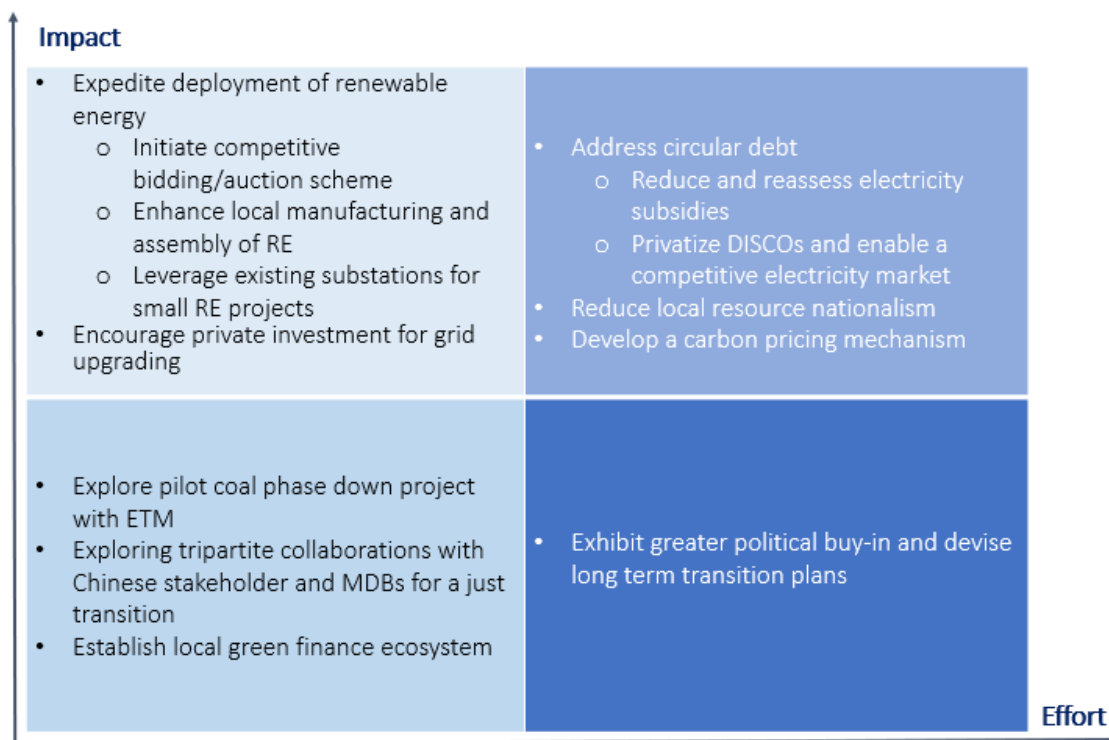 Impact
• Expedite deployment of renewable
energy
o Initiate competitive
bidding/auction scheme
o Enhance local manufacturing and
assembly of RE
o Leverage existing substations for
small RE projects
• Encourage private investment for grid
upgrading
• Address circular debt
o Reduce and reassess electricity
subsidies
o Privatize DISCOs and enable a
competitive electricity market
• Reduce local resource nationalism
• Develop a carbon pricing mechanism
• Explore pilot coal phase down project
with ETM
• Exploring tripartite collaborations with
Chinese stakeholder and MDBs for a just
transition
• Establish local green finance ecosystem
• Exhibit greater political buy-in and devise
long term transition plans
Effort